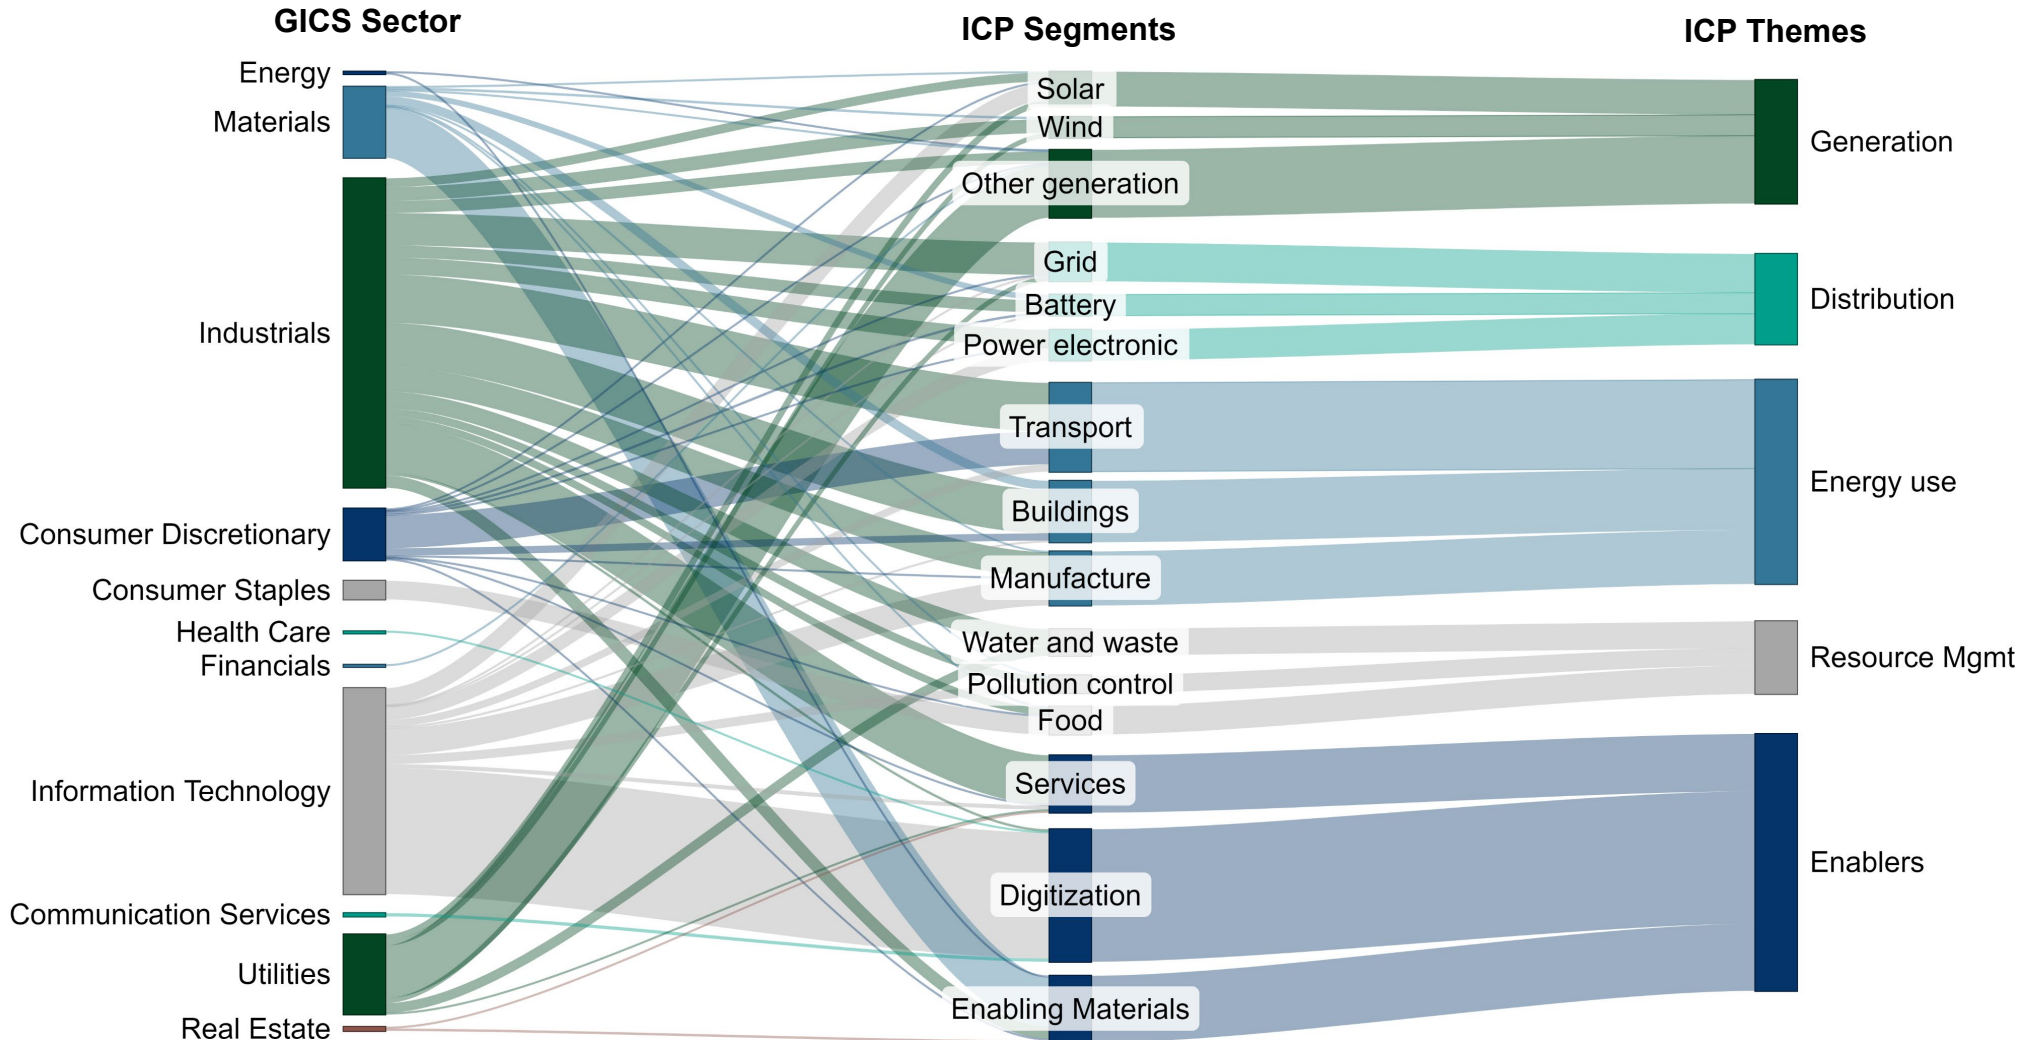 GICS Sector
ICP Segments
ICP Themes
Energy
Materials
Industrials
Consumer Discretionary
Consumer Staples
Health Care
Financials
Information Technology
Communication Services
Utilities
Real Estate
Solar
Wind
Other generation
Grid
Battery
Power electronic
Transport
Buildings
Manufacture
Water and waste
Pollution control
Food
Services
Digitization
Enabling Materials
Generation
Distribution
Energy use
Resource Mgmt
Enablers